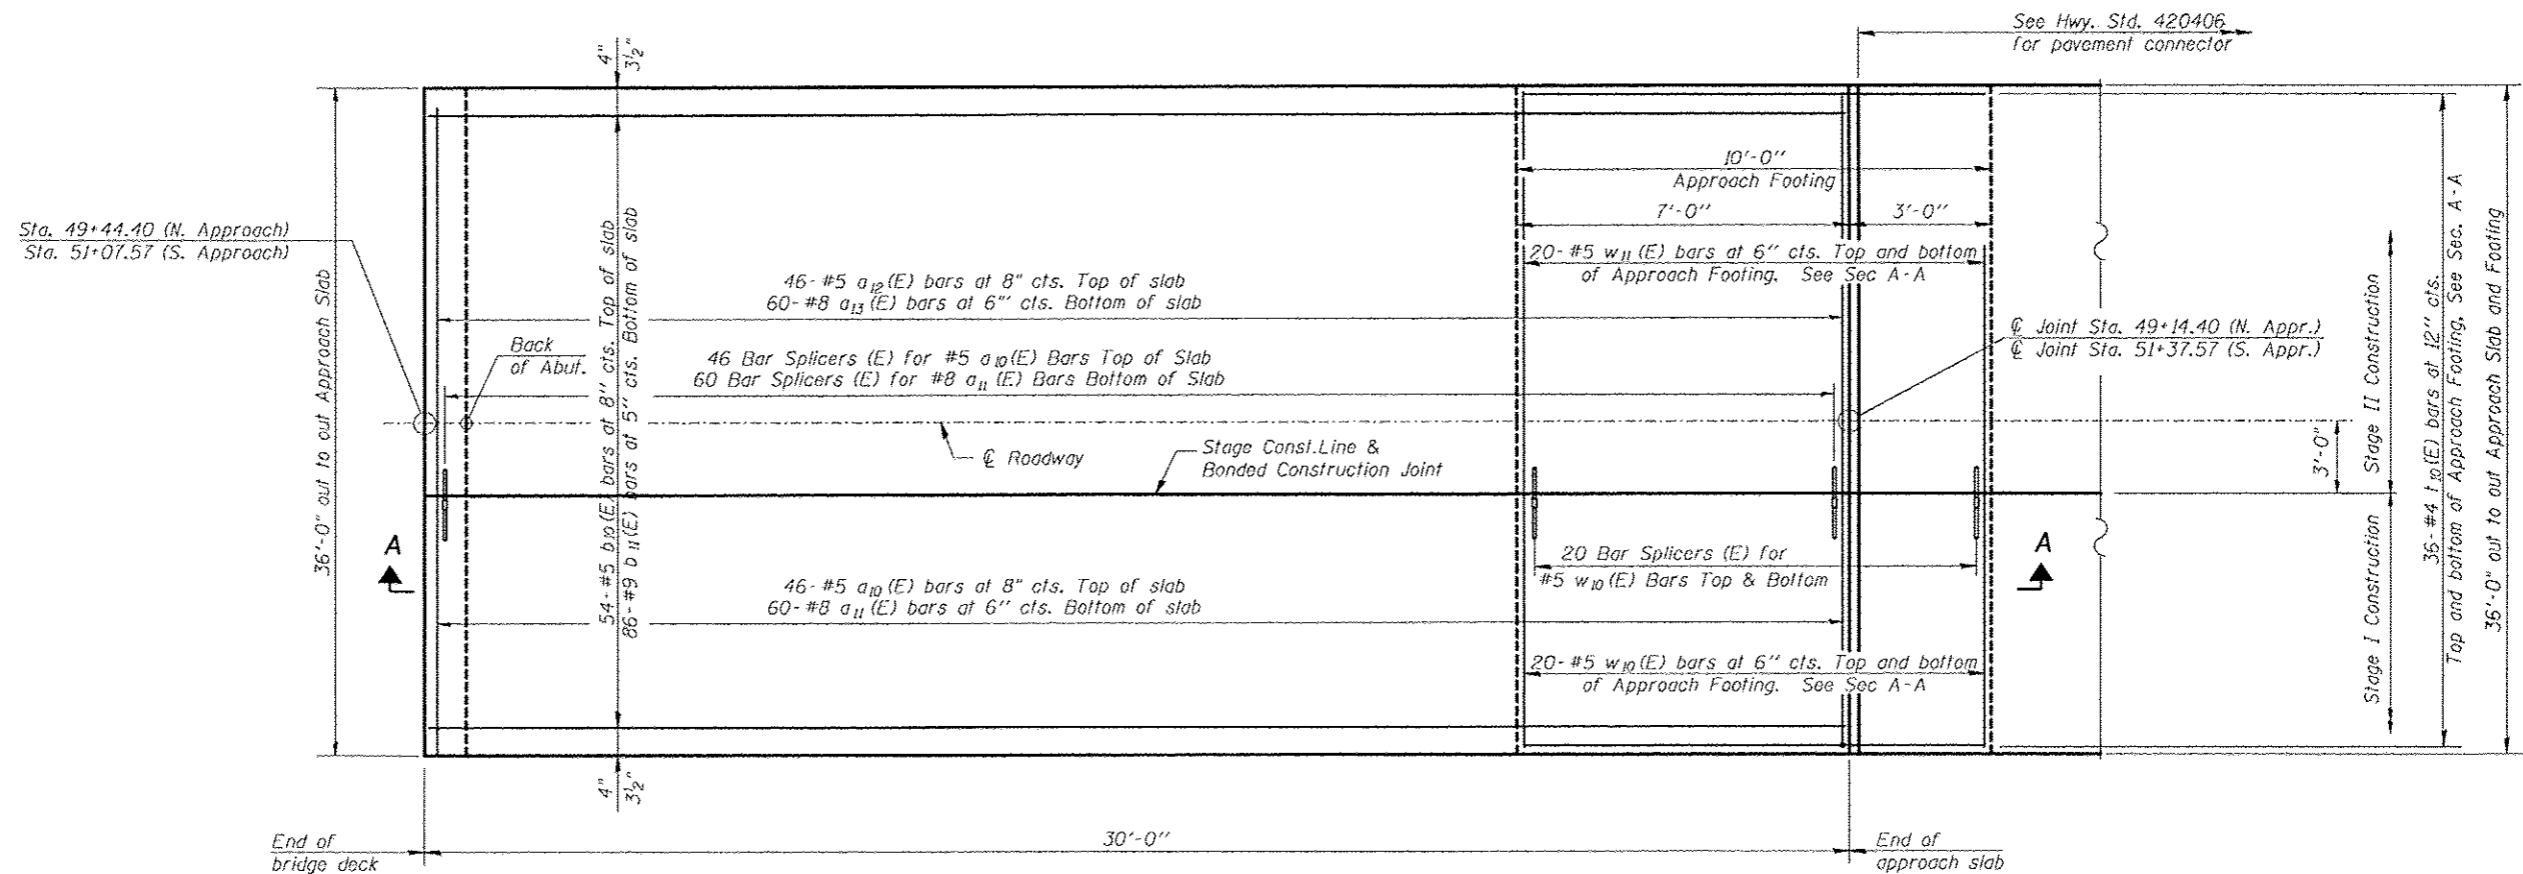 See Hwy. Std. 420406
for pavement connector
4"
3½"
36'-0" out to out Approach Slab
Sta. 49+44.40 (N. Approach)
Sta. 51+07.57 (S. Approach)
Back
of Abut.
54- #5 b10(E) bars at 8" cts. Top of slab
86- #9 b11(E) bars at 5" cts. Bottom of slab
46- #5 a12(E) bars at 8" cts. Top of slab
60- #8 a13(E) bars at 6" cts. Bottom of slab
46 Bar Splicers (E) for #5 a10(E) Bars Top of Slab
60 Bar Splicers (E) for #8 a11(E) Bars Bottom of Slab
℄ Roadway
Stage Const.Line &
Bonded Construction Joint
46- #5 a10(E) bars at 8" cts. Top of slab
60- #8 a11(E) bars at 6" cts. Bottom of slab
10'-0"
Approach Footing
7'-0"
3'-0"
20- #5 w11(E) bars at 6" cts. Top and bottom
of Approach Footing. See Sec A-A
℄ Joint Sta. 49+14.40 (N. Appr.)
℄ Joint Sta. 51+37.57 (S. Appr.)
20 Bar Splicers (E) for
#5 w10(E) Bars Top & Bottom
20- #5 w10(E) bars at 6" cts. Top and bottom
of Approach Footing. See Sec A-A
3'-0"
Stage II Construction
Stage I Construction
36- #4 t10(E) bars at 12" cts.
Top and bottom of Approach Footing, See Sec. A-A
36'-0" out to out Approach Slab and Footing
A
A
4"
3½"
End of
bridge deck
30'-0"
End of
approach slab